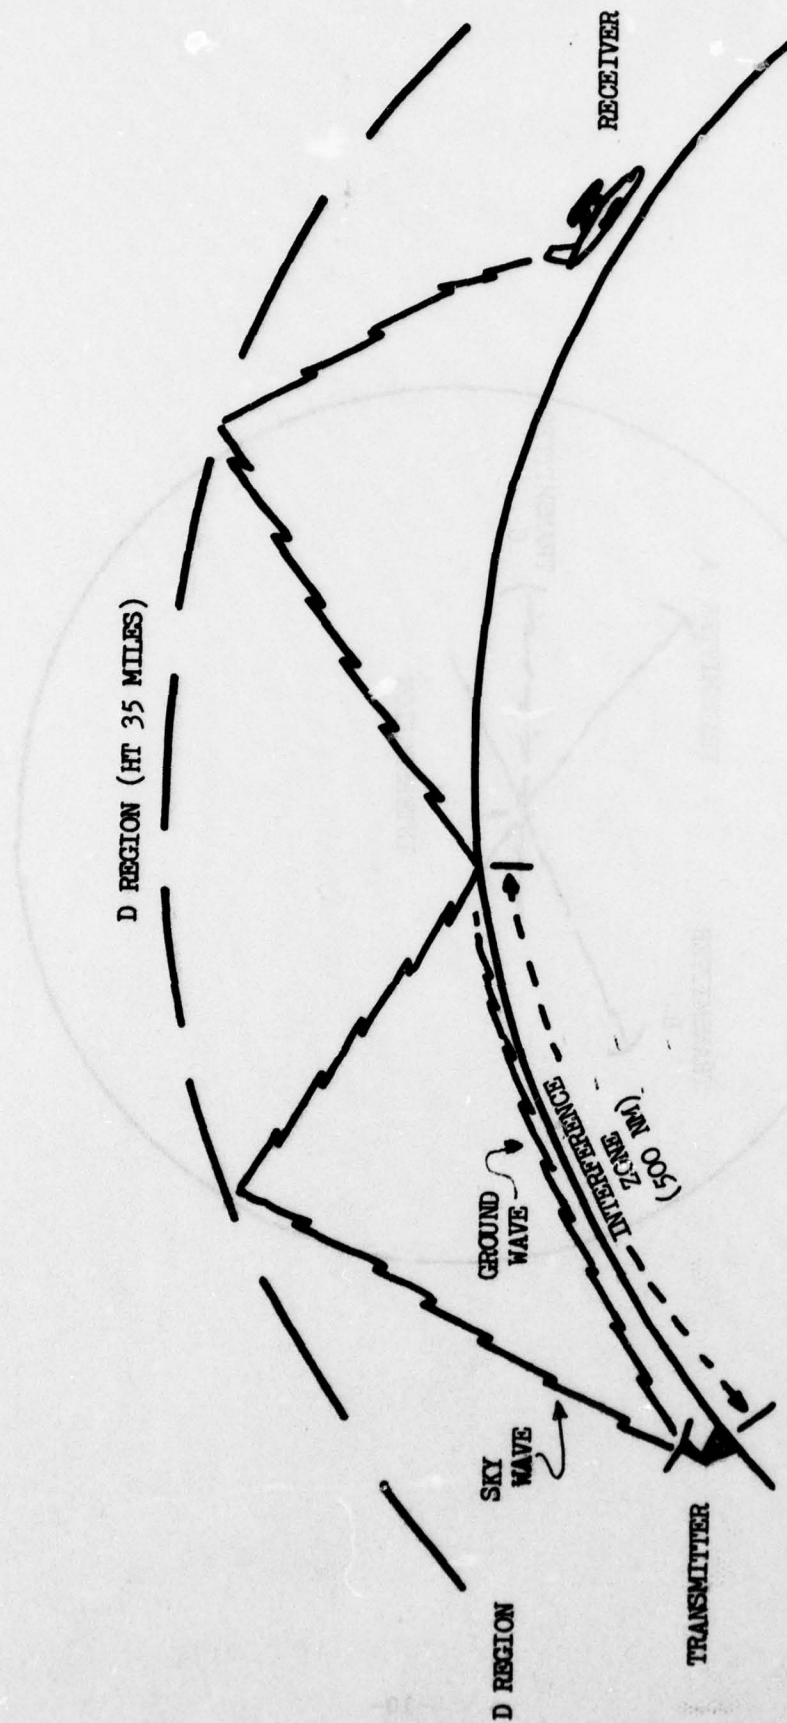 D REGION (HT 35 MILES)
RECEIVER
GROUND
WAVE
INTERFERENCE
ZONE
(500 NM)
SKY
WAVE
D REGION
TRANSMITTER